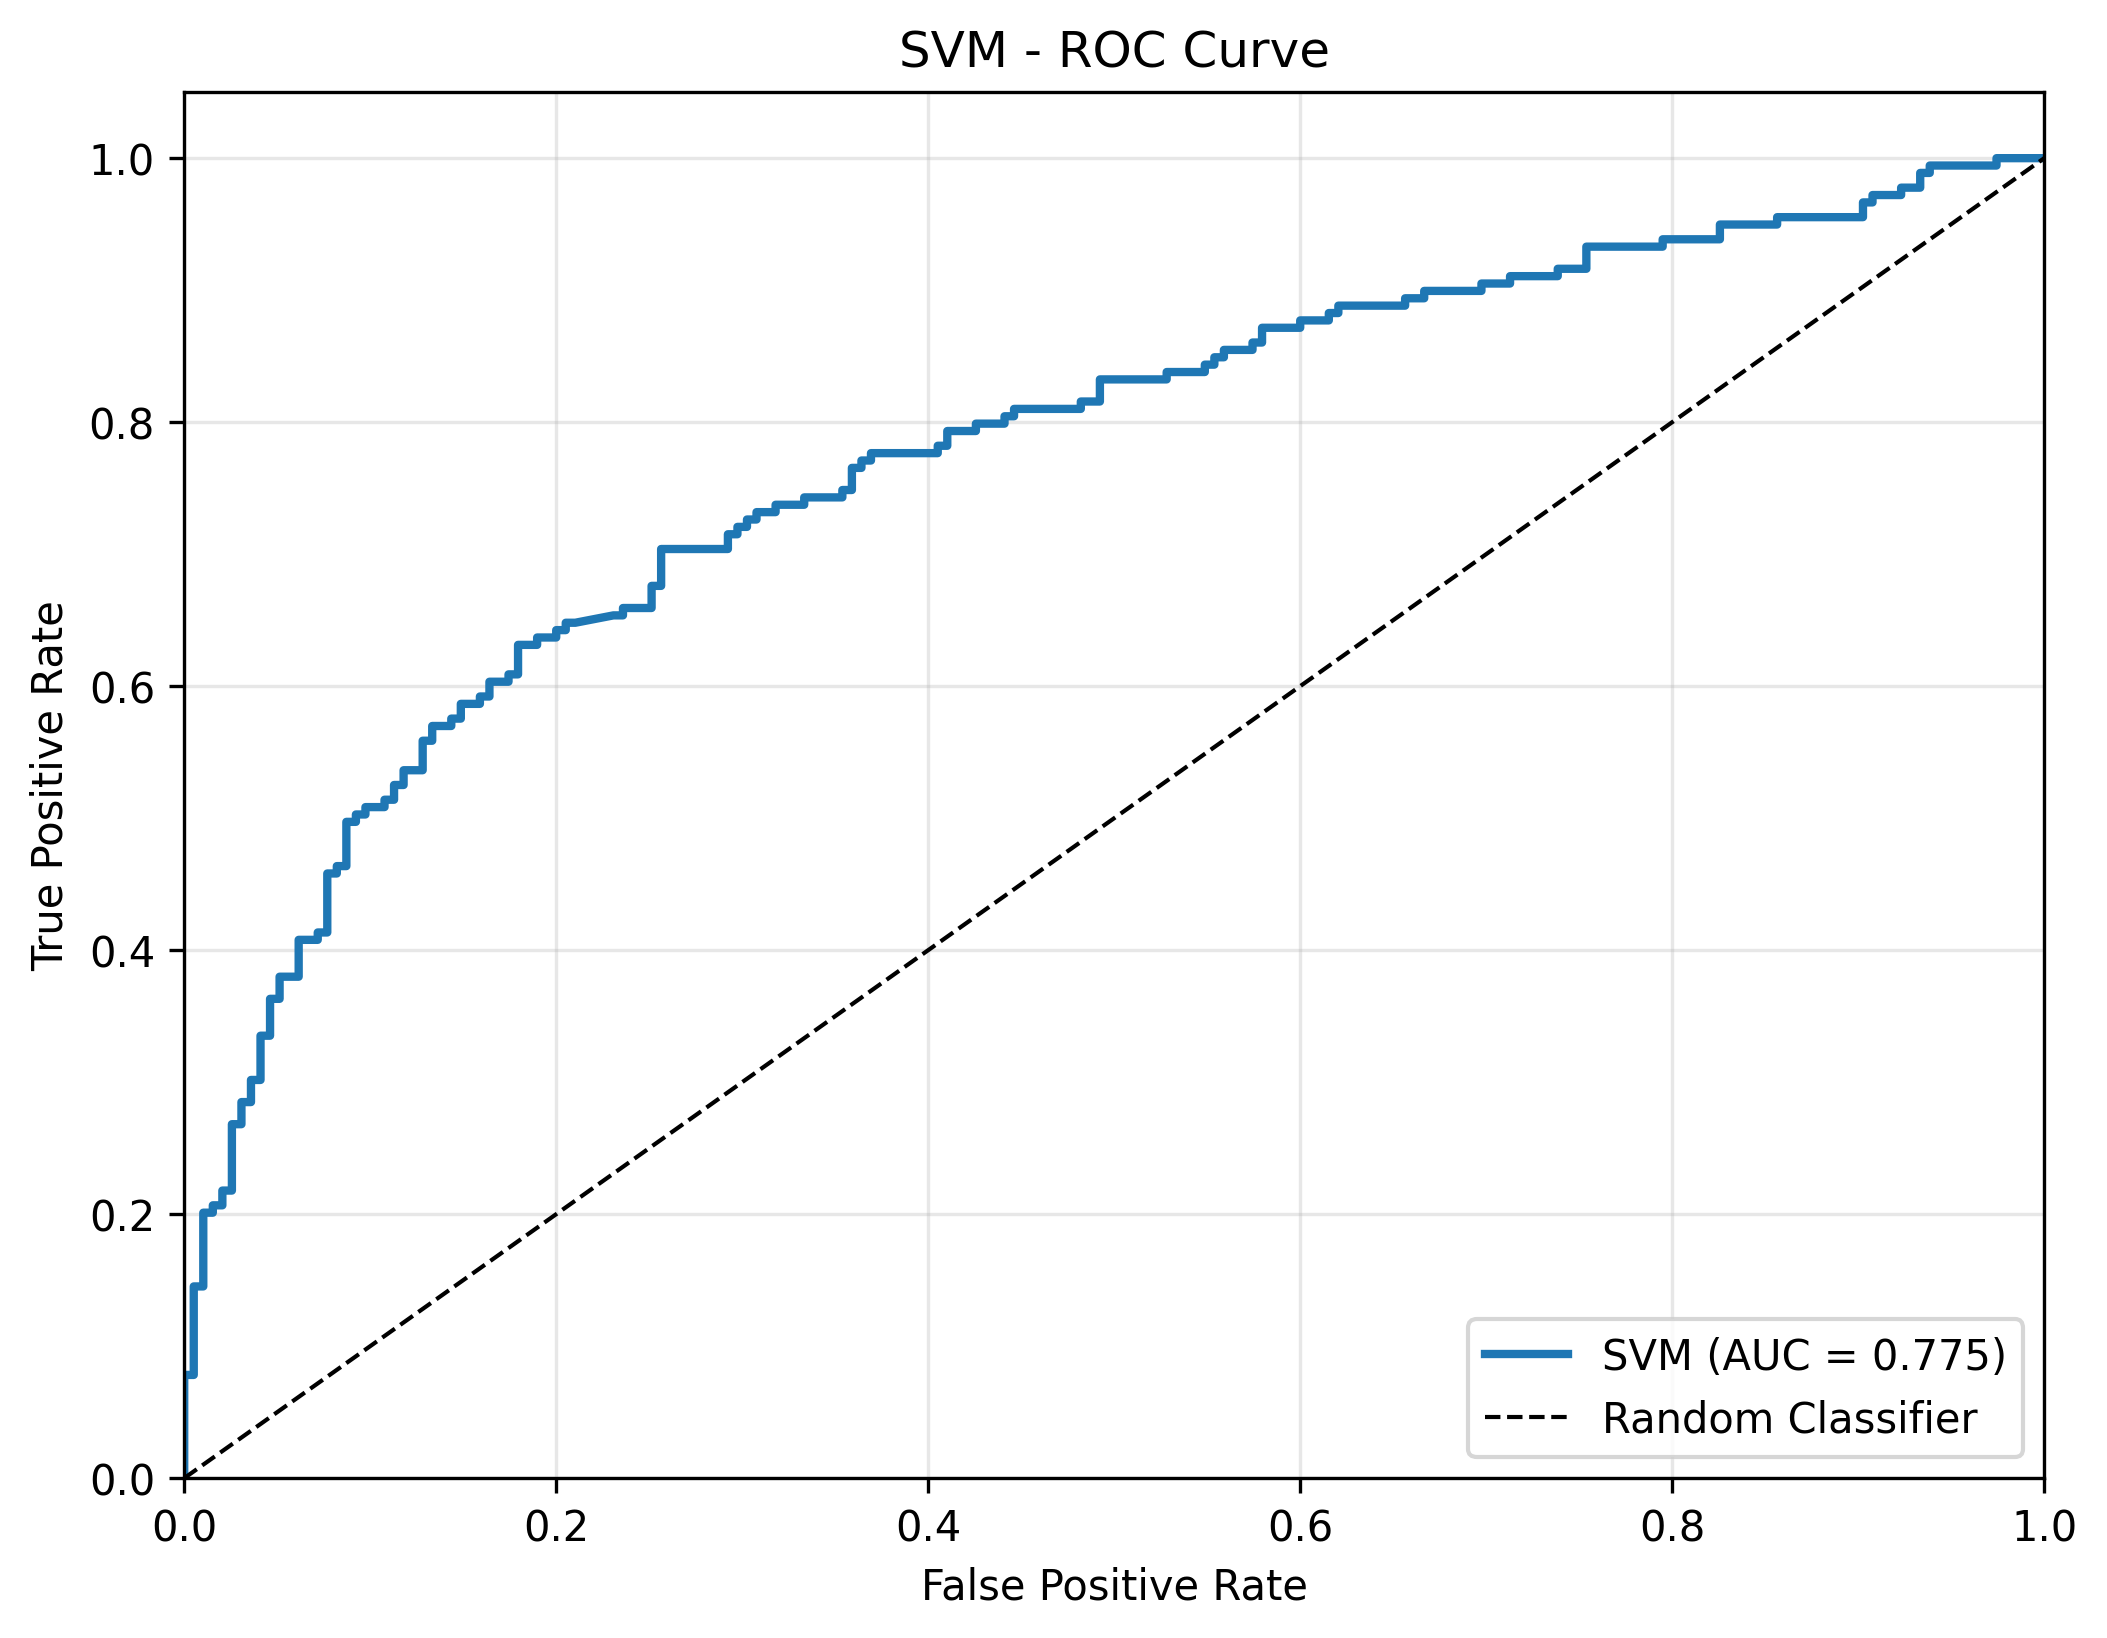 SVM - ROC Curve
1.0
0.8
0.6
0.4
0.2
0.0
True Positive Rate
SVM (AUC = 0.775)
Random Classifier
0.0 0.2 0.4 0.6 0.8 1.0
False Positive Rate